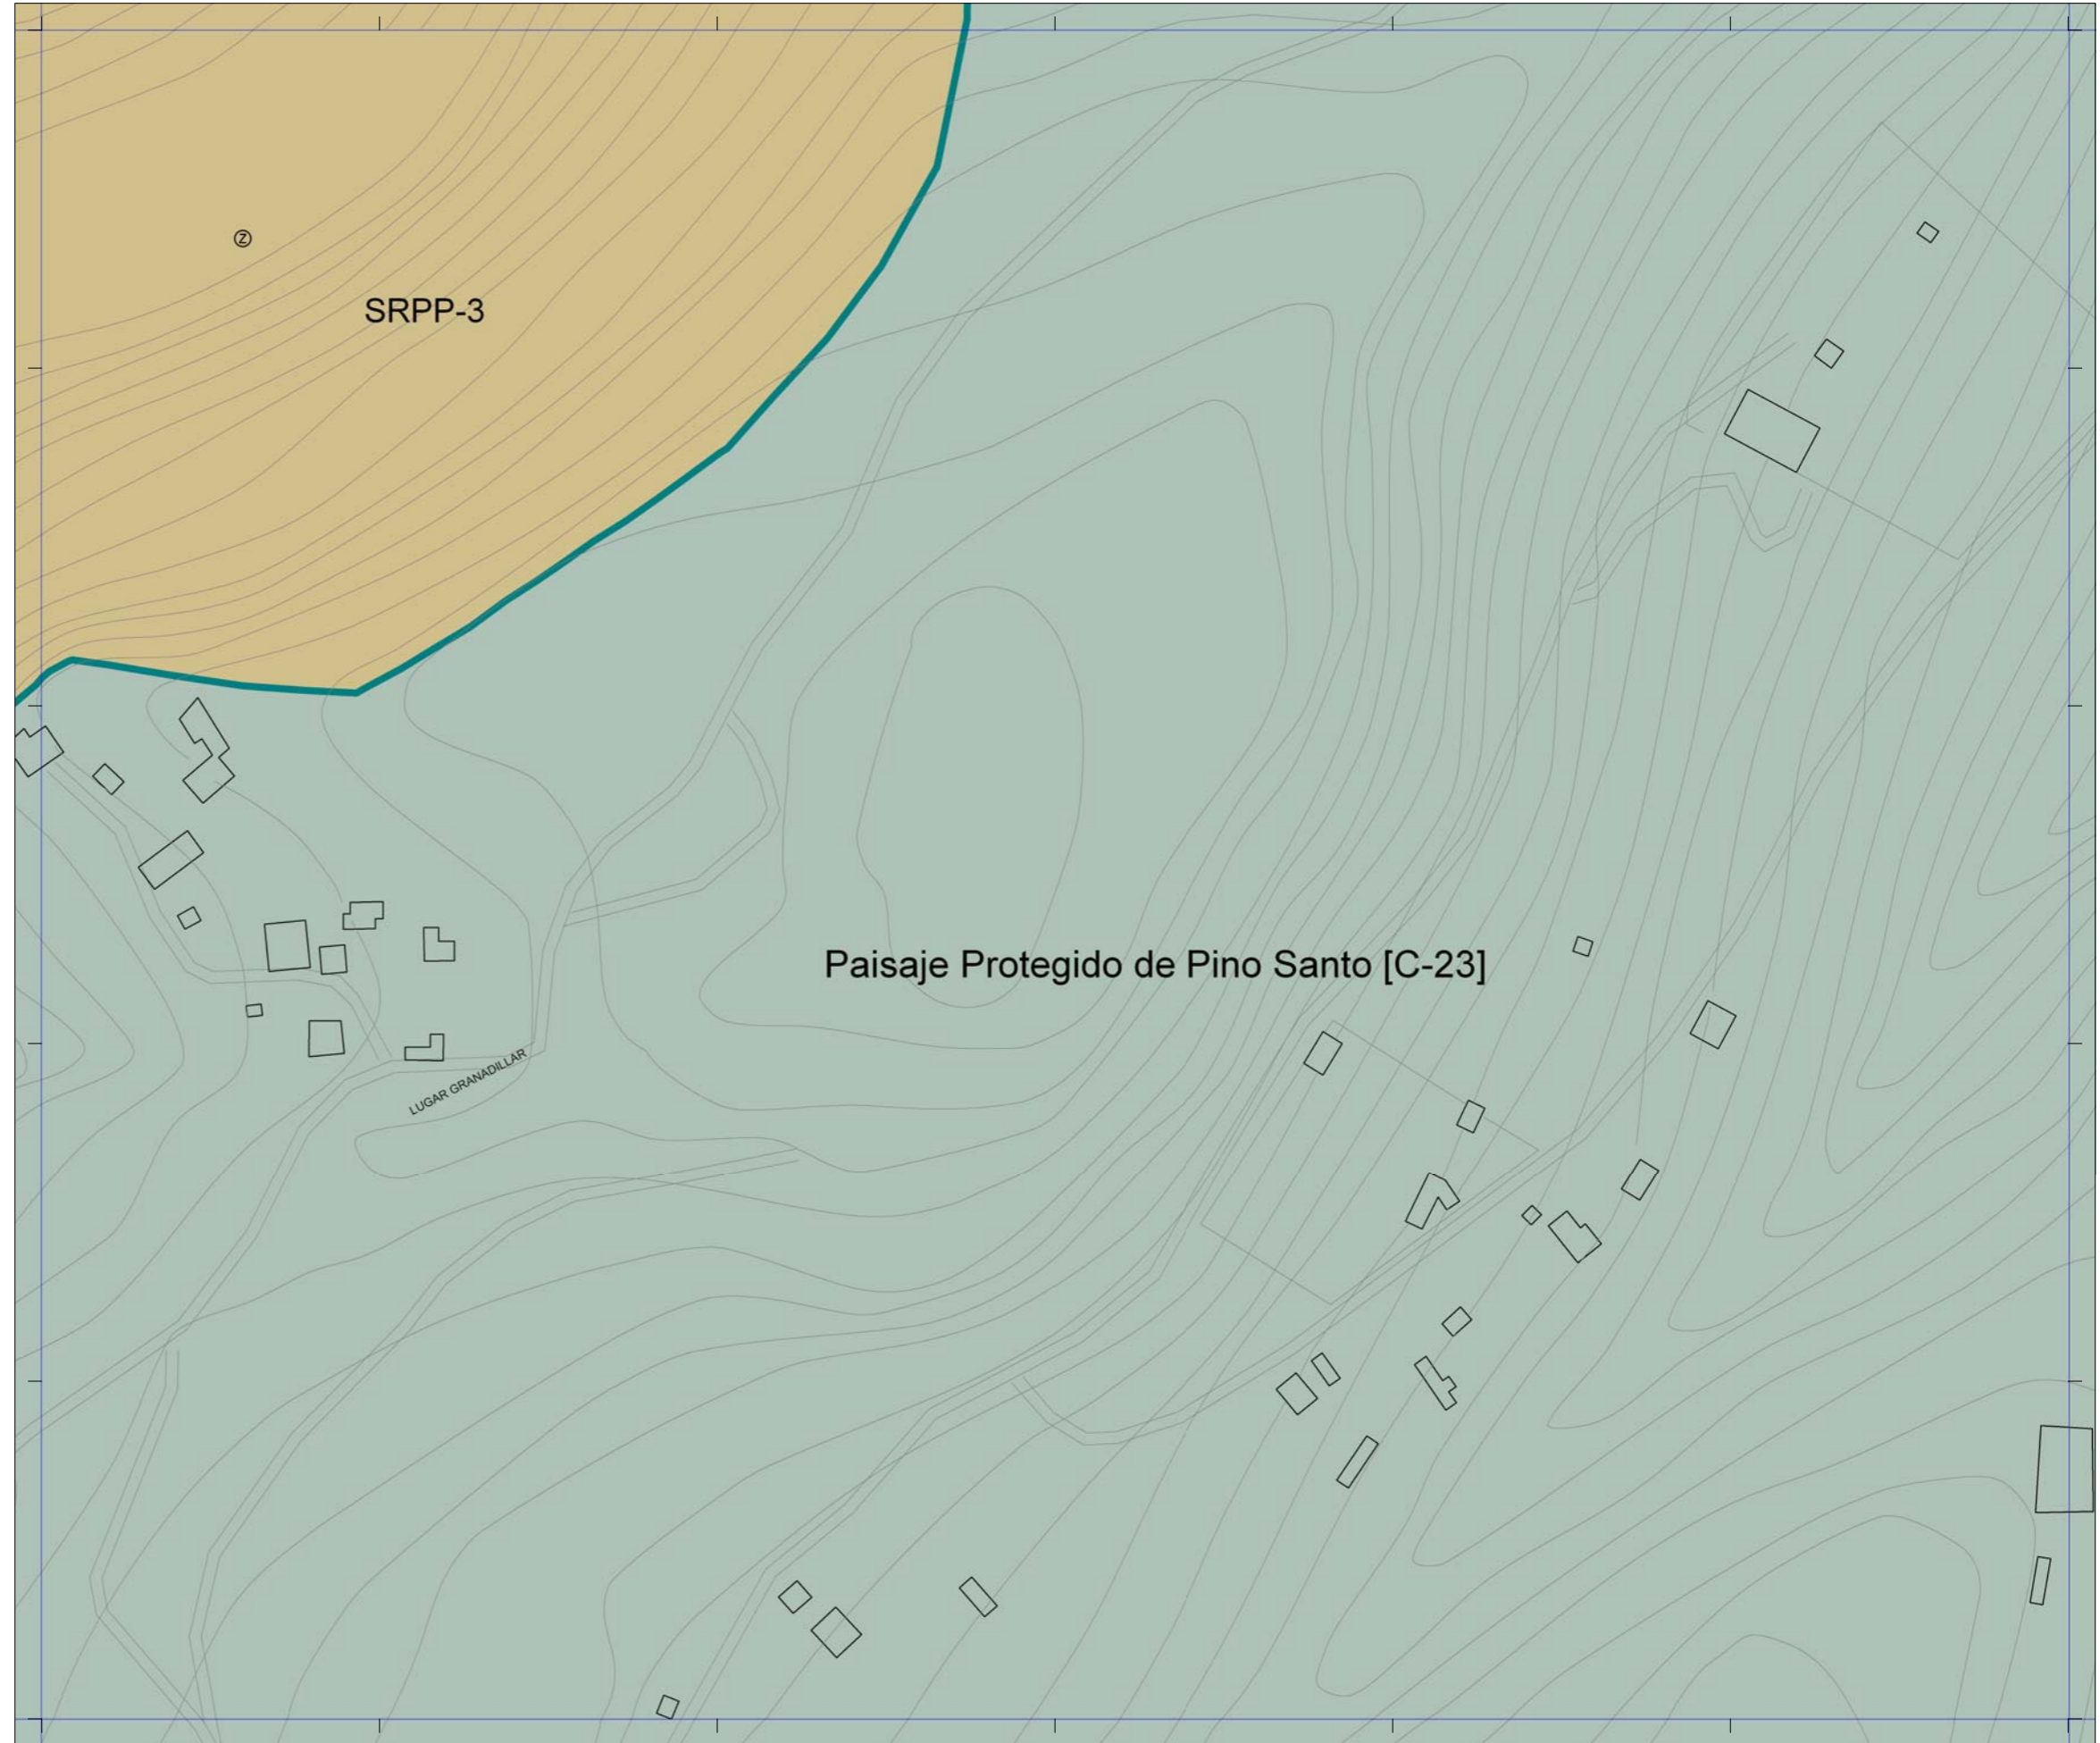 Ⓩ
SRPP-3
Paisaje Protegido de Pino Santo [C-23]
LUGAR GRANADILLAR